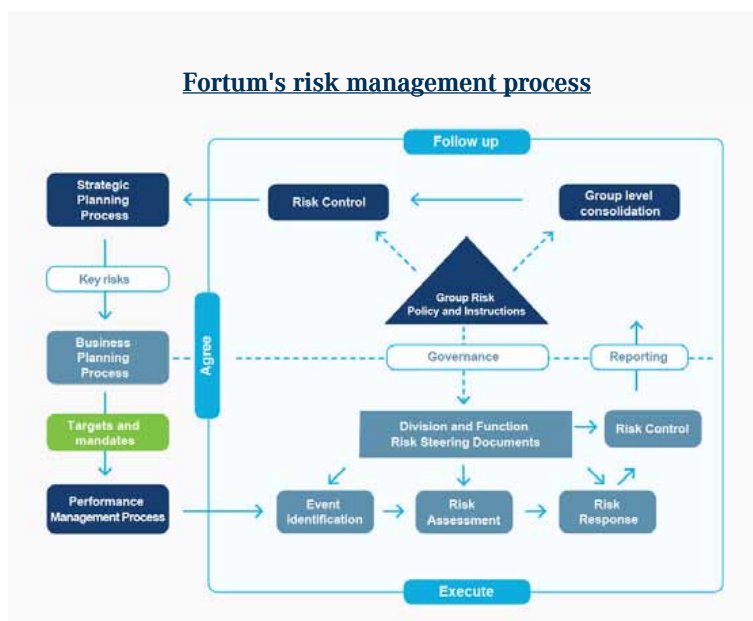 Fortum's risk management process
Follow up
Strategic
Planning
Process
Risk Control
Group level
consolidation
Key risks
Group Risk
Policy and Instructions
Agree
Business
Planning
Process
Governance
Reporting
Targets and
mandates
Division and Function
Risk Steering Documents
Risk Control
Performance
Management Process
Event
identification
Risk
Assessment
Risk
Response
Execute